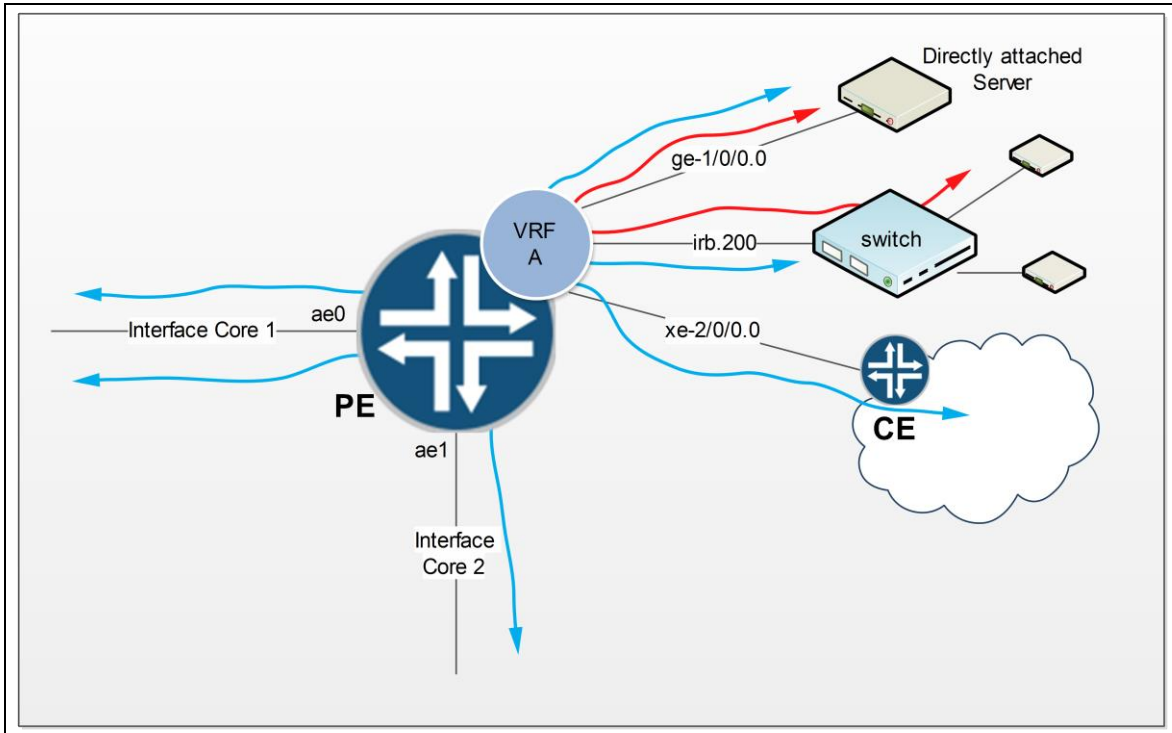 Directly attached
Server
ge-1/0/0.0
VRF
A
switch
irb.200
ae0
Interface Core 1
xe-2/0/0.0
PE
CE
ae1
Interface
Core 2